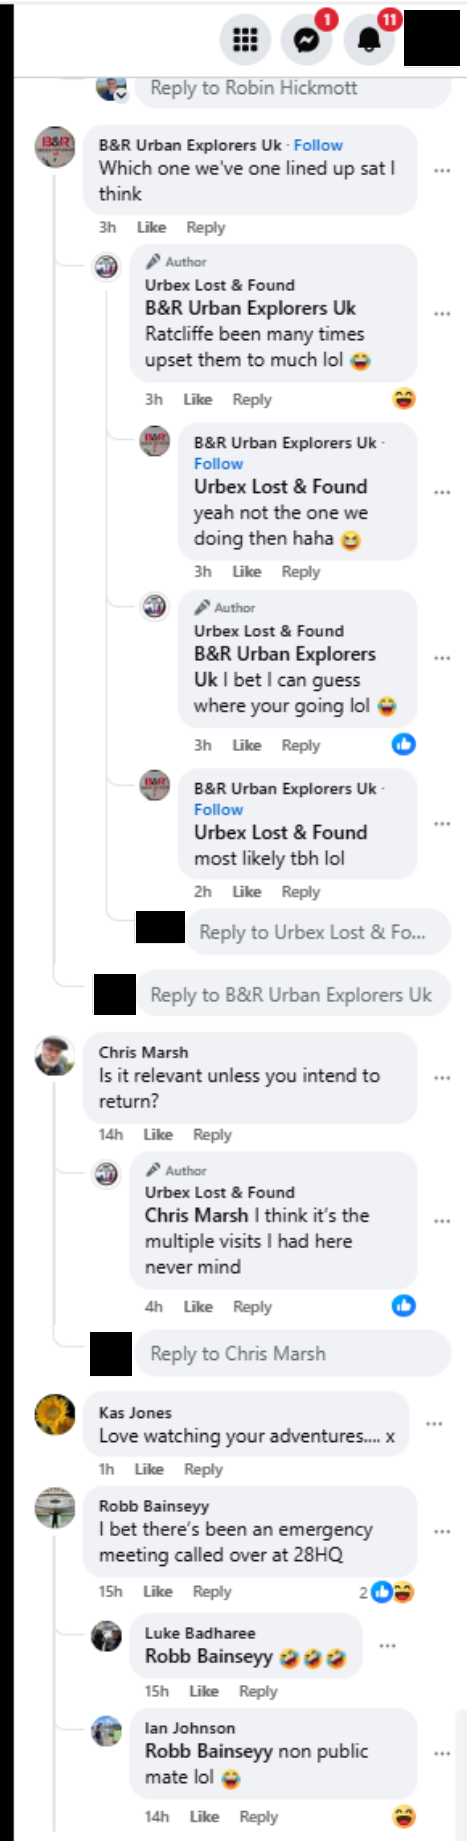 1
11
Reply to Robin Hickmott
B&R Urban Explorers Uk · Follow
Which one we've one lined up sat I
think
3h Like Reply
Author
Urbex Lost & Found
B&R Urban Explorers Uk
Ratcliffe been many times
upset them to much lol 😂
3h Like Reply
B&R Urban Explorers Uk ·
Follow
Urbex Lost & Found
yeah not the one we
doing then haha 😆
3h Like Reply
Author
Urbex Lost & Found
B&R Urban Explorers
Uk I bet I can guess
where your going lol 😂
3h Like Reply
B&R Urban Explorers Uk ·
Follow
Urbex Lost & Found
most likely tbh lol
2h Like Reply
Reply to Urbex Lost & Fo...
Reply to B&R Urban Explorers Uk
Chris Marsh
Is it relevant unless you intend to
return?
14h Like Reply
Author
Urbex Lost & Found
Chris Marsh I think it's the
multiple visits I had here
never mind
4h Like Reply
Reply to Chris Marsh
Kas Jones
Love watching your adventures.... x
1h Like Reply
Robb Bainseyy
I bet there's been an emergency
meeting called over at 28HQ
15h Like Reply 2
Luke Badharee
Robb Bainseyy 🤣🤣🤣
15h Like Reply
Ian Johnson
Robb Bainseyy non public
mate lol 😂
14h Like Reply